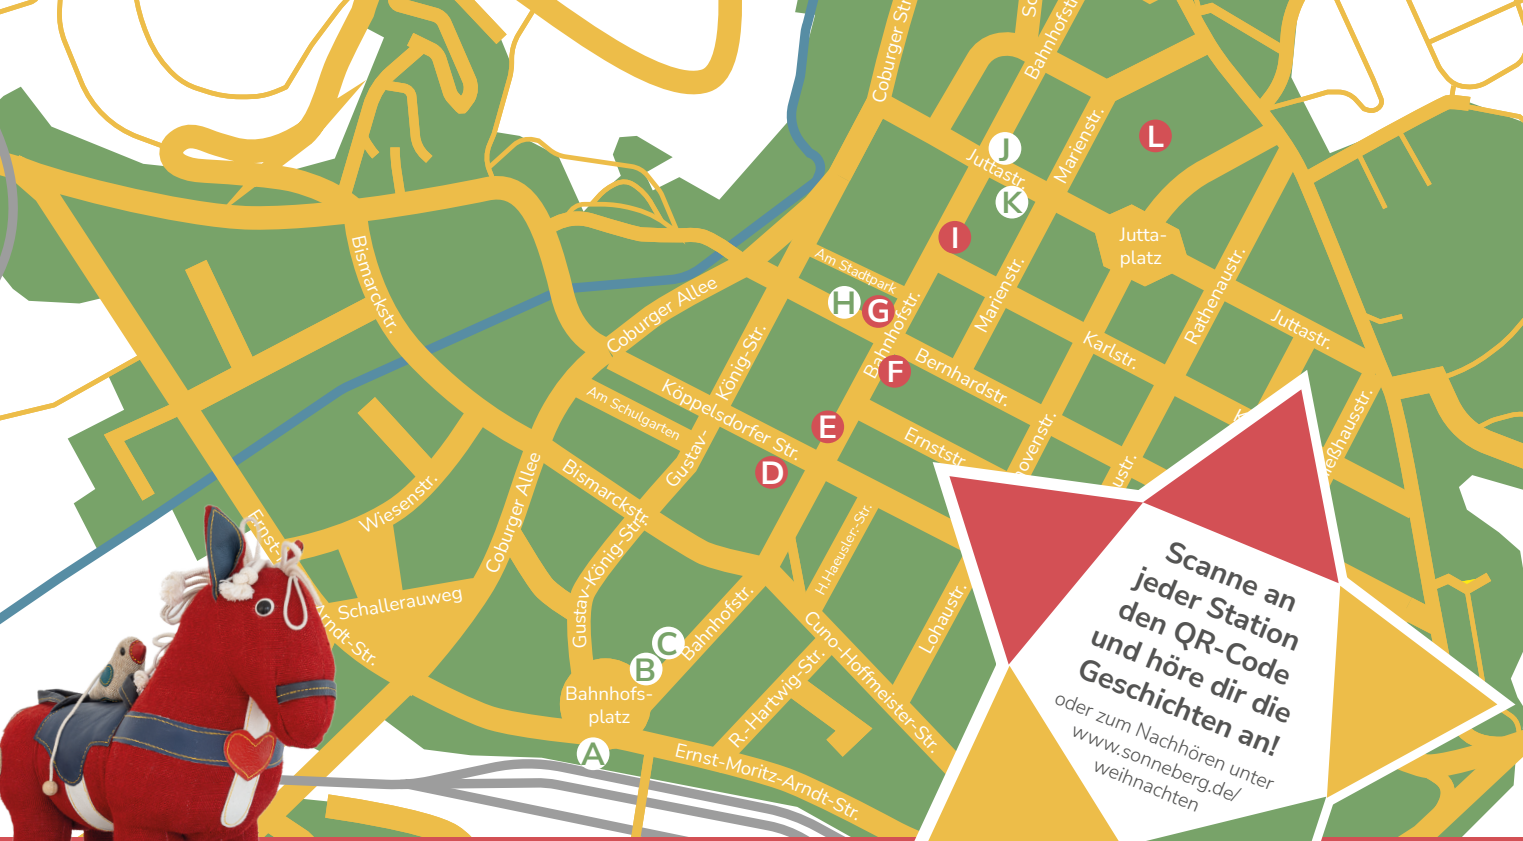 Coburger Str.
Bahnhofstr.
Marienstr.
L
J
Juttastr.
K
I
Jutta-
platz
Am Stadtpark
H
G
Bahnhofstr.
Marienstr.
Rathenaustr.
Juttastr.
Karlstr.
Bismarckstr.
Coburger Allee
F
Bernhardstr.
Gustav-
König-Str.
Köppelsdorfer Str.
Am Schulgarten
E
Ernststr.
D
Bismarckstr.
Wiesenstr.
Coburger Allee
Gustav-König-Str.
H.Haeusler.-Str.
Ernst-
Arndt-Str.
Schallerauweg
Lohaustr.
Cuno-Hoffmeister-Str.
C
B
Bahnhofstr.
Bahnhofs-
platz
R.-Hartwig-Str.
A
Ernst-Moritz-Arndt-Str.
Scanne an
jeder Station
den QR-Code
und höre dir die
Geschichten an!
oder zum Nachhören unter
www.sonneberg.de/
weihnachten